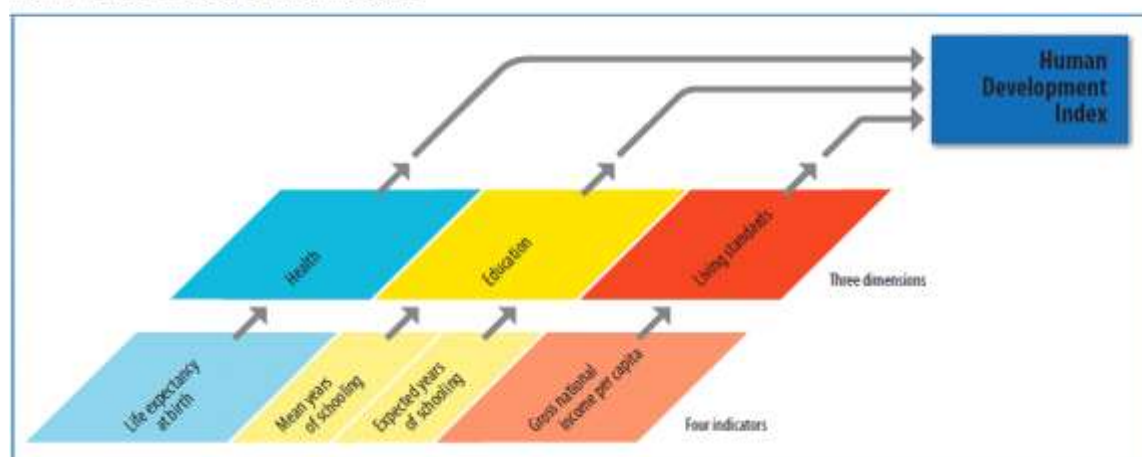 Human
Development
Index
Health
Education
Living standards
Three dimensions
Life expectancy
at birth
Mean years
of schooling
Expected years
of schooling
Gross national
income per capita
Four indicators